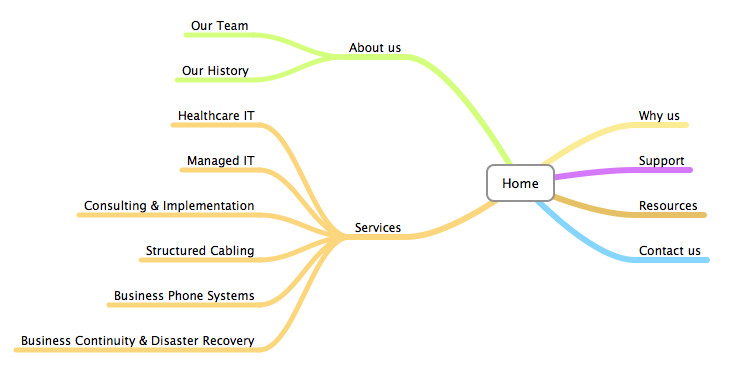 Our Team
About us
Our History
Healthcare IT
Managed IT
Consulting & Implementation
Services
Structured Cabling
Business Phone Systems
Business Continuity & Disaster Recovery
Home
Why us
Support
Resources
Contact us